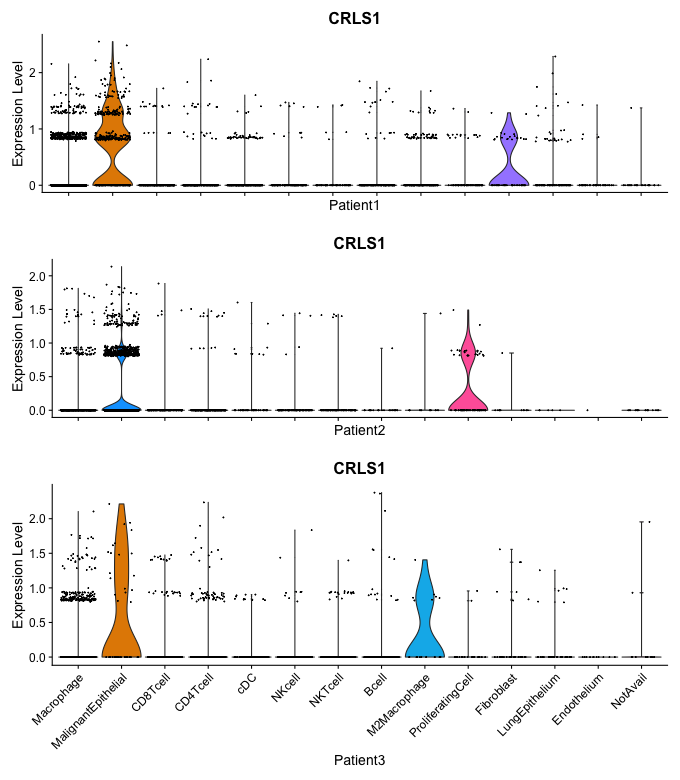 CRLS1
Expression Level
2
1
0
Patient1
CRLS1
Expression Level
2.0
1.5
1.0
0.5
0.0
Patient2
CRLS1
Expression Level
2.0
1.5
1.0
0.5
0.0
Macrophage
MalignantEpithelial
CD8Tcell
CD4Tcell
cDC
NKcell
NKTcell
Bcell
M2Macrophage
ProliferatingCell
Fibroblast
LungEpithelium
Endothelium
NotAvail
Patient3